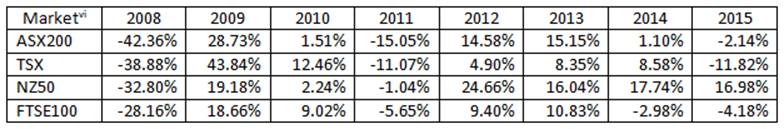 Marketvi 2008 2009 2010 2011 2012 2013 2014 2015
ASX200 -42.36% 28.73% 1.51% -15.05% 14.58% 15.15% 1.10% -2.14%
TSX -38.88% 43.84% 12.46% -11.07% 4.90% 8.35% 8.58% -11.82%
NZ50 -32.80% 19.18% 2.24% -1.04% 24.66% 16.04% 17.74% 16.98%
FTSE100 -28.16% 18.66% 9.02% -5.65% 9.40% 10.83% -2.98% -4.18%